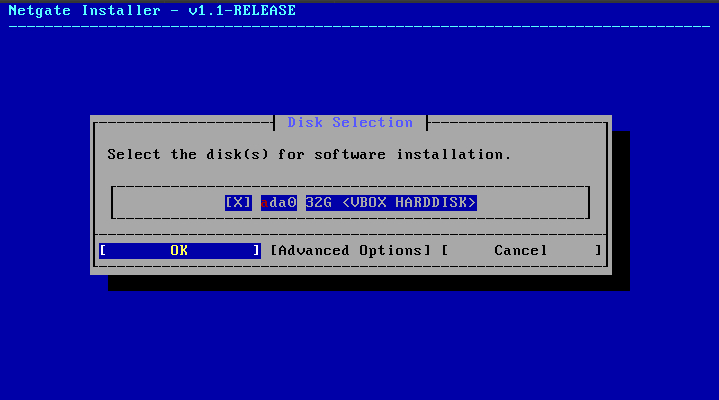 Netgate Installer - v1.1-RELEASE
Disk Selection
Select the disk(s) for software installation.
[X] ada0 32G <VBOX HARDDISK>
[ OK ] [Advanced Options] [ Cancel ]